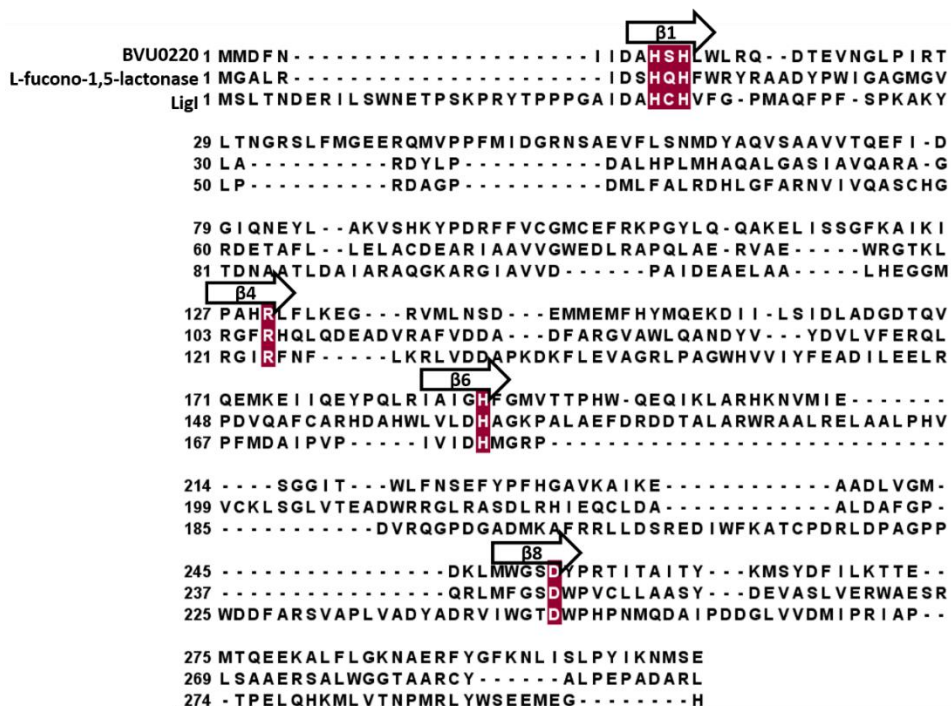 β1
BVU0220 1 MMDFN - - - - - - - - - - - - - - - - - - - - - I IDAHSHLWLRQ - - DTEVNGLPIRT
L-fucono-1,5-lactonase 1 MGALR - - - - - - - - - - - - - - - - - - - - - IDSHQHFWRYRAADYPWIGAGMGV
LigI 1 MSLTNDERILSWNETPSKPRYTPPPGAIDAHCHVFG - PMAQFPF - SPKAKY
29 LTNGRSLFMGEERQMVPPFMIDGRNSAEVFLSNMDYAQVSAAVVTQEFI - D
30 LA - - - - - - - - - RDYLP - - - - - - - - - DALHPLMHAQALGASIAVQARA - G
50 LP - - - - - - - - - RDAGP - - - - - - - - - DMLFALRDHLGFARNVIVQASCHG
79 GIQNEYL - - AKVSHKYPDRFFVCGMCEFRKPGYLQ - QAKELISSGFKAIKI
60 RDETAFL - - LELACDEARIAAVVGWEDLRAPQLAE - RVAE - - - - - WRGTKL
81 TDNAATLDAIARAQGKARGIAVVD - - - - - - PAIDEAELAA - - - - LHEGGM
β4
127 PAHRLFLKEG - - - RVMLNSD - - - EMMEMFHYMQEKDII - LSIDLADGDTQV
103 RGFRHQLQDEADVRAFVDDA - - - DFARGVAWLQANDYV - - YDVLVFERQL
121 RGIRFNF - - - - - LKRLVDDAPKDKFLEVAGRLPAGWHVVIYFEADILEELR
β6
171 QEMKEIIQEYPQLRIAIGHFGMVTTPHW - QEQIKLARHKNVMIE - - - - - - -
148 PDVQAFCARHDAHWLVLDHAGKPALAEFDRDDTALARWRAALRELAALPHV
167 PFMDAIPVP - - - - - IVIDHMGRP - - - - - - - - - - - - - - - - - - - - - - - - - - - -
214 - - - - SGGIT - - - WLFNSEFYPFHGAVKAIKE - - - - - - - - - - - AADLVGM -
199 VCKLSGLVTEADWRRGLRASDLRHIEQCLDA - - - - - - - - - - - ALDAFGP -
185 - - - - - - - - - - - DVRQGPDGADMKAFRRLLDSREDIWFKATCPDRLDPAGPP
β8
245 - - - - - - - - - - - - - - - - - DKLMWGSDYPRTITAITY - - - KMSYDFILKTTE - -
237 - - - - - - - - - - - - - - - - - QRLMFGSDWPVCLLAASY - - - DEVASLVERWAESR
225 WDDFARSVAPLVADYADRVIWGTDWPHPNMQDAIPDDGLVVDMIPRIAP - -
275 MTQEEKALFLGKNAERFYGFKNLISLPYIKNMSE
269 LSAAERSALWGGTAARCY - - - - - - ALPEPADARL
274 - TPELQHKMLVTNPMRLYWSEEMEG - - - - - - - - H